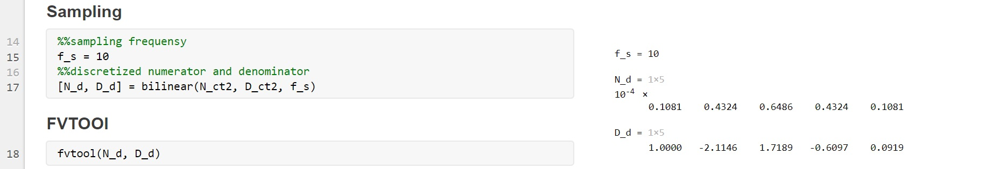 Sampling
14 %%sampling frequensy
15 f_s = 10
16 %%discretized numerator and denominator
17 [N_d, D_d] = bilinear(N_ct2, D_ct2, f_s)
FVTOOl
18 fvtool(N_d, D_d)
f_s = 10
N_d = 1×5
10-4 ×
0.1081 0.4324 0.6486 0.4324 0.1081
D_d = 1×5
1.0000 -2.1146 1.7189 -0.6097 0.0919